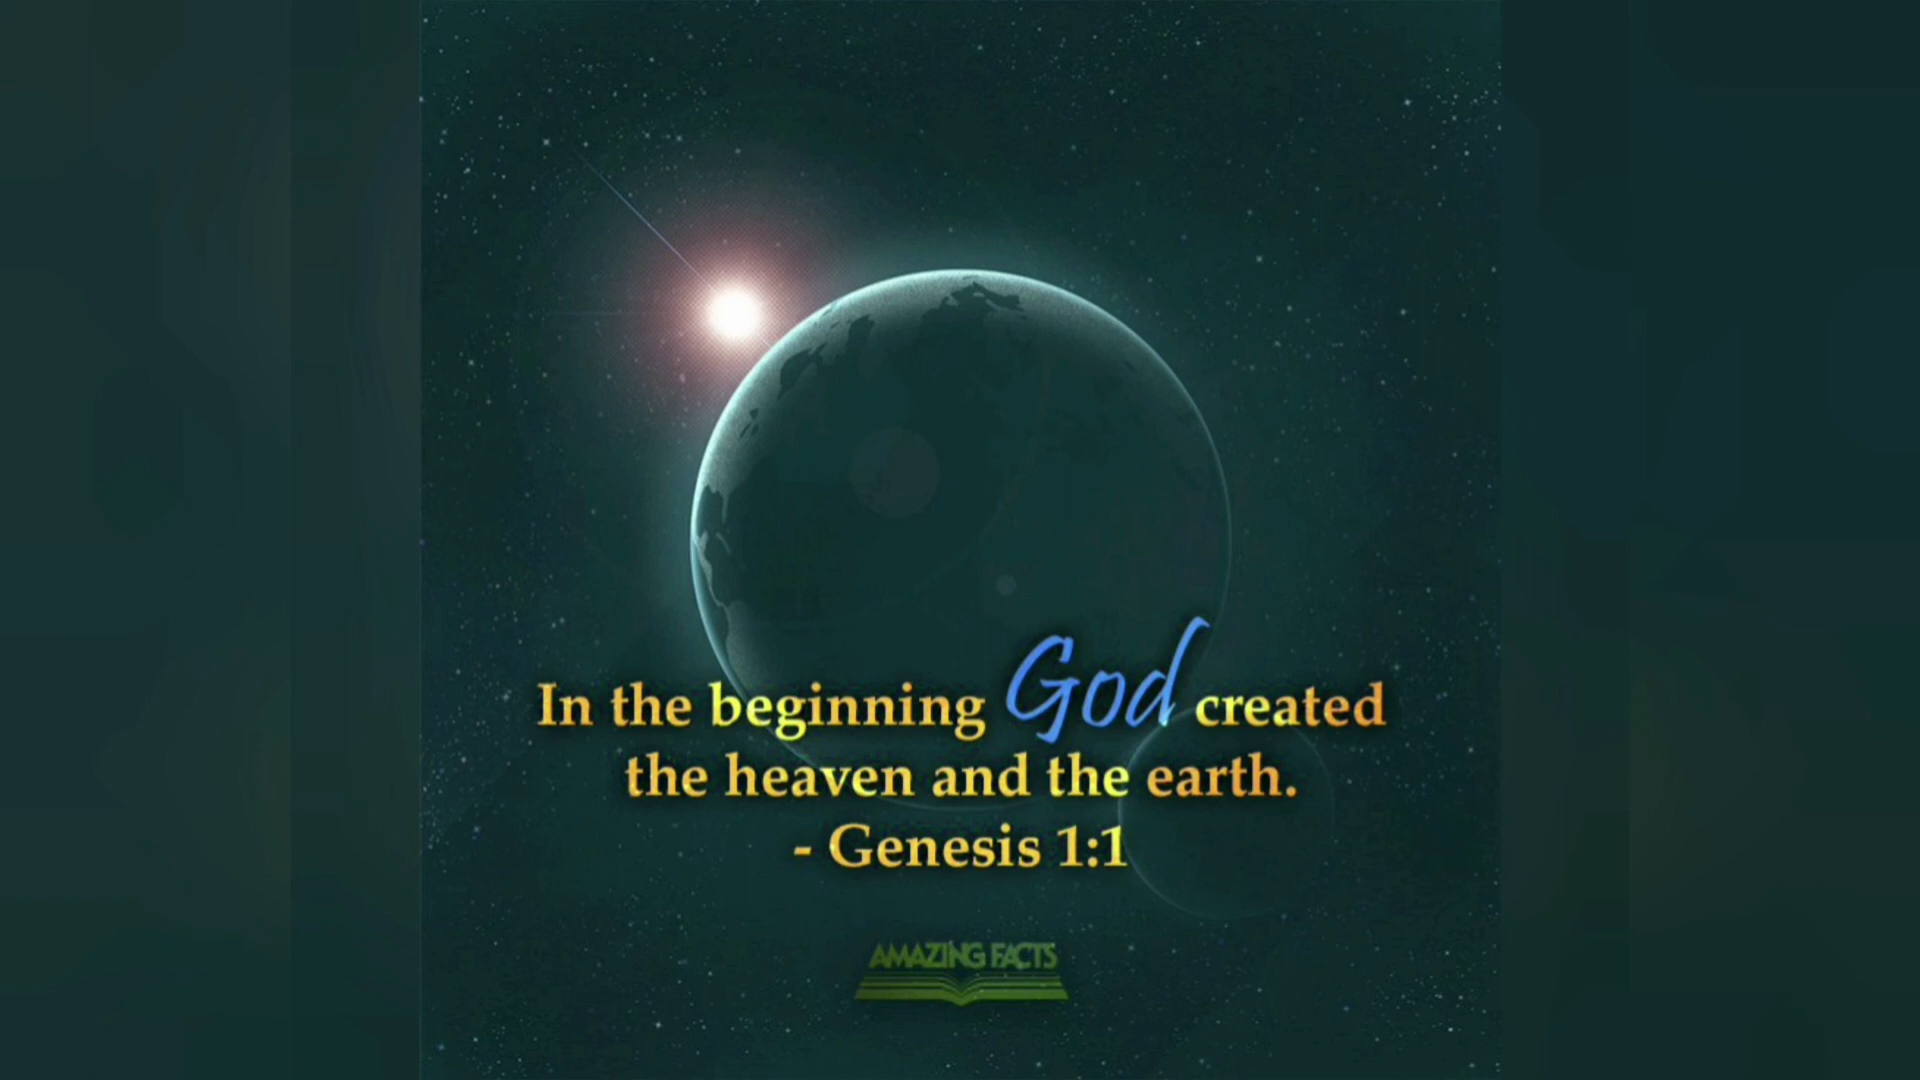 In the beginning God created
the heaven and the earth.
- Genesis 1:1
AMAZING FACTS